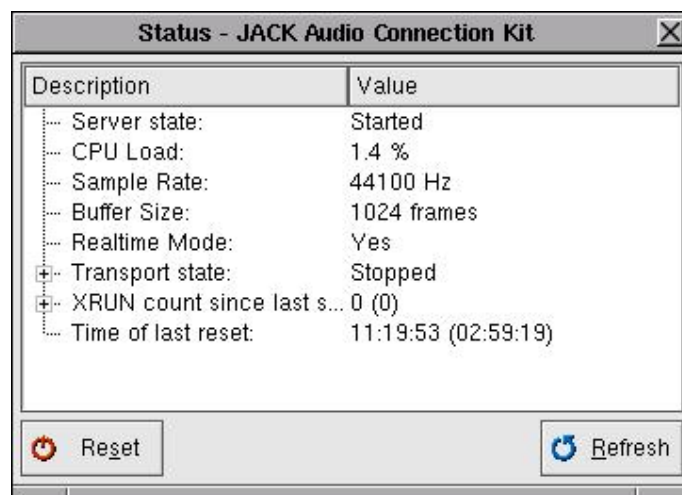 Status - JACK Audio Connection Kit
Description Value
Server state: Started
CPU Load: 1.4 %
Sample Rate: 44100 Hz
Buffer Size: 1024 frames
Realtime Mode: Yes
Transport state: Stopped
XRUN count since last s... 0 (0)
Time of last reset: 11:19:53 (02:59:19)
Reset Refresh